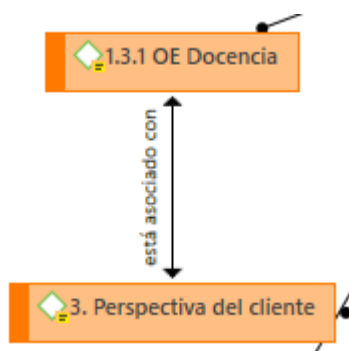 1.3.1 OE Docencia
está asociado con
3. Perspectiva del cliente